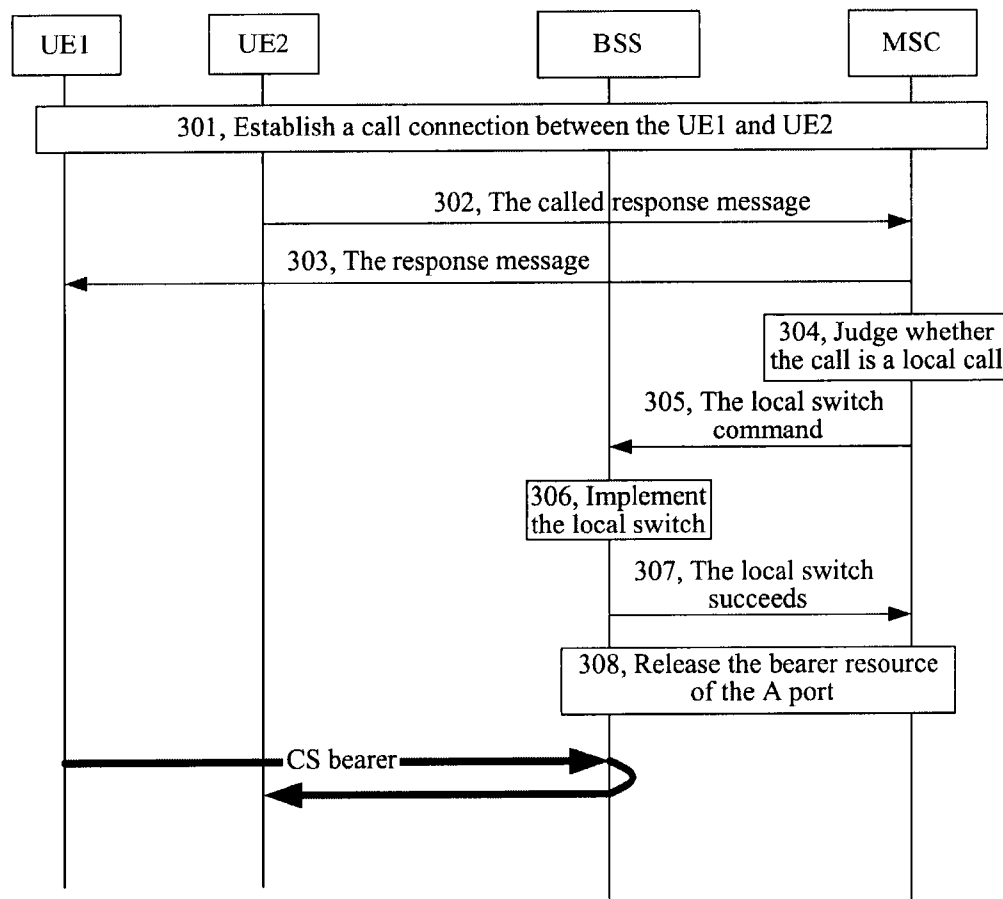 UE1
UE2
BSS
MSC
301, Establish a call connection between the UE1 and UE2
302, The called response message
303, The response message
304, Judge whether
the call is a local call
305, The local switch
command
306, Implement
the local switch
307, The local switch
succeeds
308, Release the bearer resource
of the A port
CS bearer